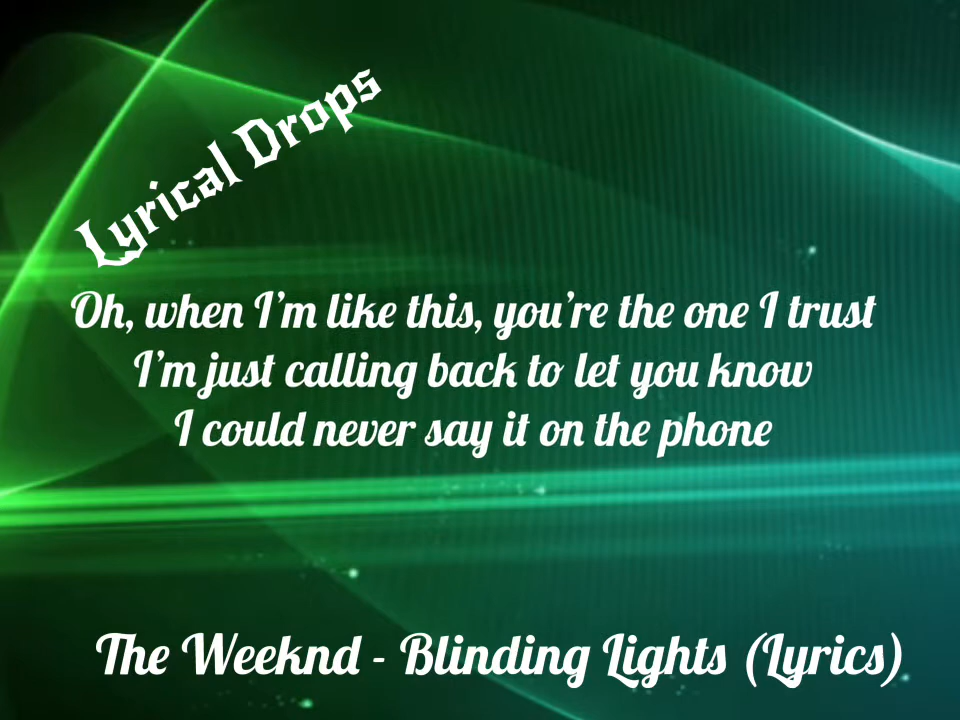 Lyrical Drops
Oh, when I'm like this, you're the one I trust
I'm just calling back to let you know
I could never say it on the phone
The Weeknd - Blinding Lights (Lyrics)